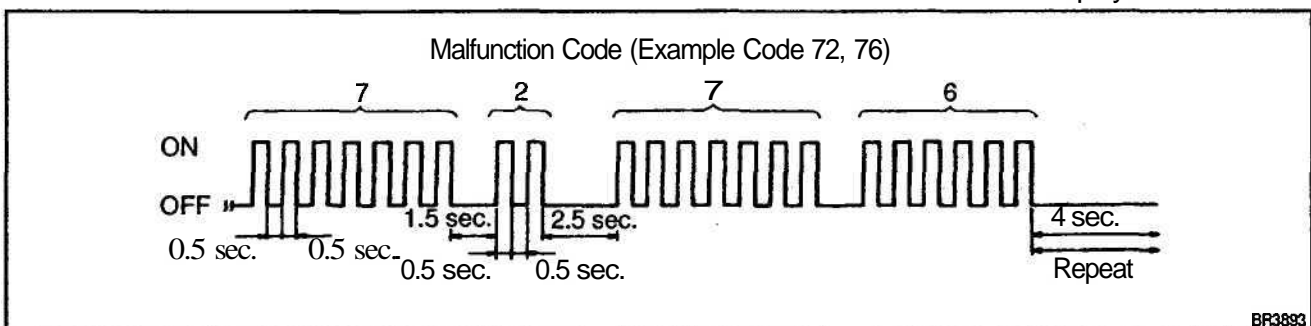 Malfunction Code (Example Code 72, 76)
7 2 7 6
ON
OFF
1.5 sec. 2.5 sec. 4 sec.
0.5 sec. 0.5 sec. 0.5 sec. 0.5 sec. Repeat
BR3893